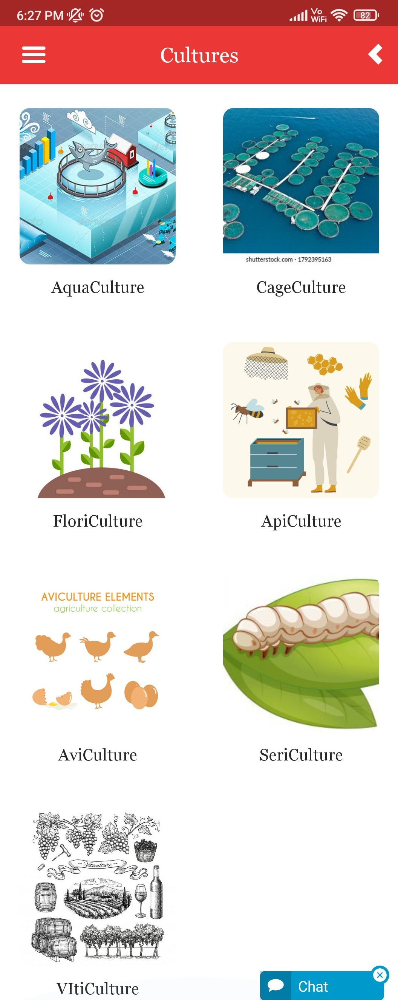 6:27 PM
Vo
WiFi
82
Cultures
envato
shutterstock.com · 1792395163
AquaCulture
CageCulture
FloriCulture
ApiCulture
AVICULTURE ELEMENTS
agriculture collection
AviCulture
SeriCulture
Viticulture
VItiCulture
Chat